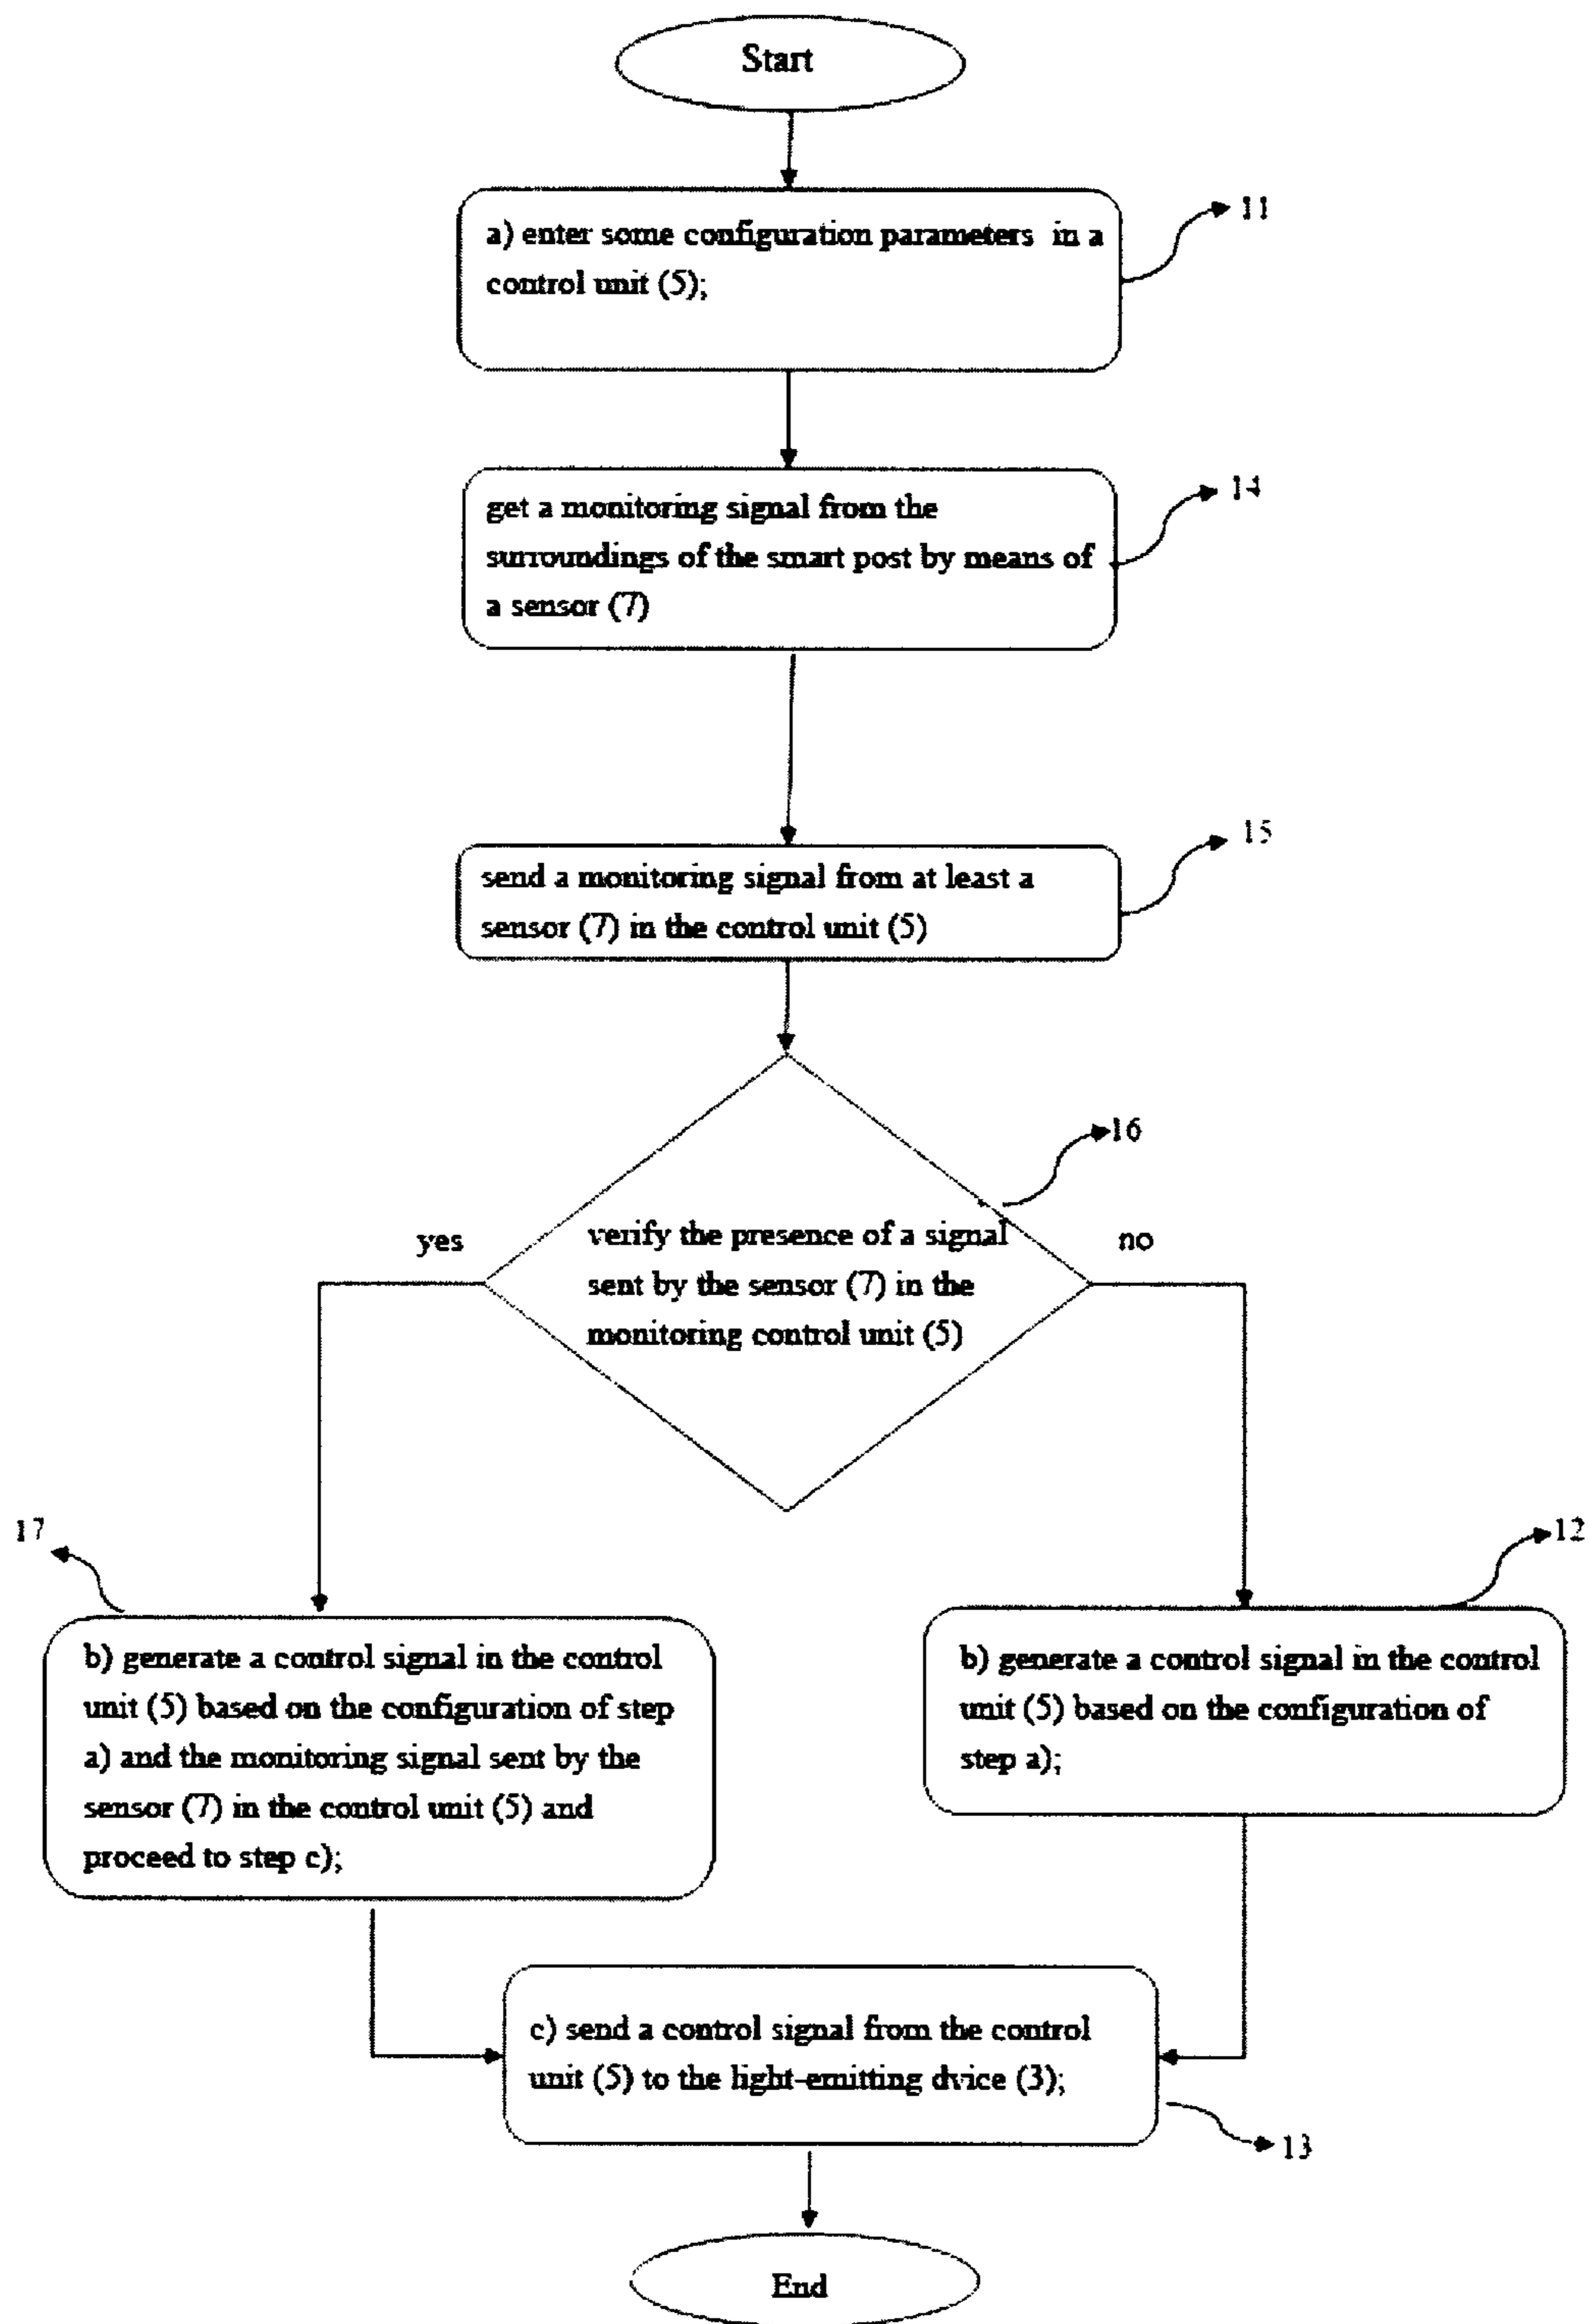 Start
a) enter some configuration parameters in a
control unit (5);
11
get a monitoring signal from the
surroundings of the smart post by means of
a sensor (7)
14
send a monitoring signal from at least a
sensor (7) in the control unit (5)
15
16
verify the presence of a signal
sent by the sensor (7) in the
monitoring control unit (5)
yes
no
17
b) generate a control signal in the control
unit (5) based on the configuration of step
a) and the monitoring signal sent by the
sensor (7) in the control unit (5) and
proceed to step c);
12
b) generate a control signal in the control
unit (5) based on the configuration of
step a);
c) send a control signal from the control
unit (5) to the light-emitting dvice (3);
13
End